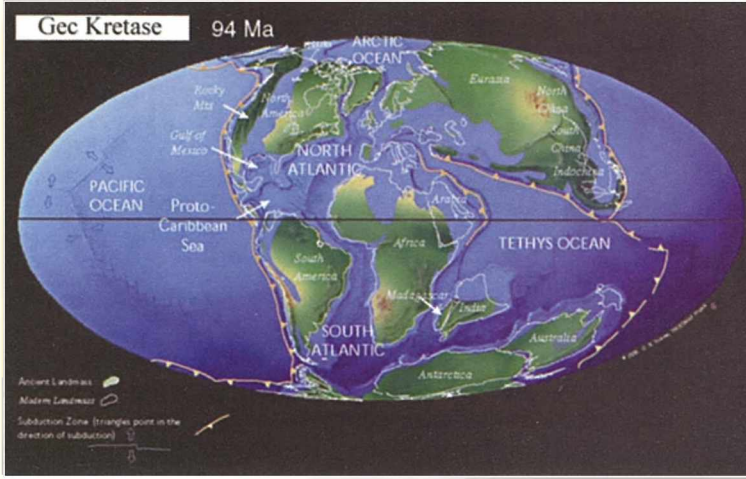 Gec Kretase
94 Ma
ARCTIC
OCEAN
Eurasia
Rocky
Mts
North
America
North
China
South
China
Gulf of
Mexico
NORTH
ATLANTIC
Indochina
PACIFIC
OCEAN
Proto-
Caribbean
Sea
Arabia
Africa
TETHYS OCEAN
South
America
Madagascar
India
SOUTH
ATLANTIC
Australia
Antarctica
Ancient Landmass
Modern Landmass
Subduction Zone (triangles point in the
direction of subduction)